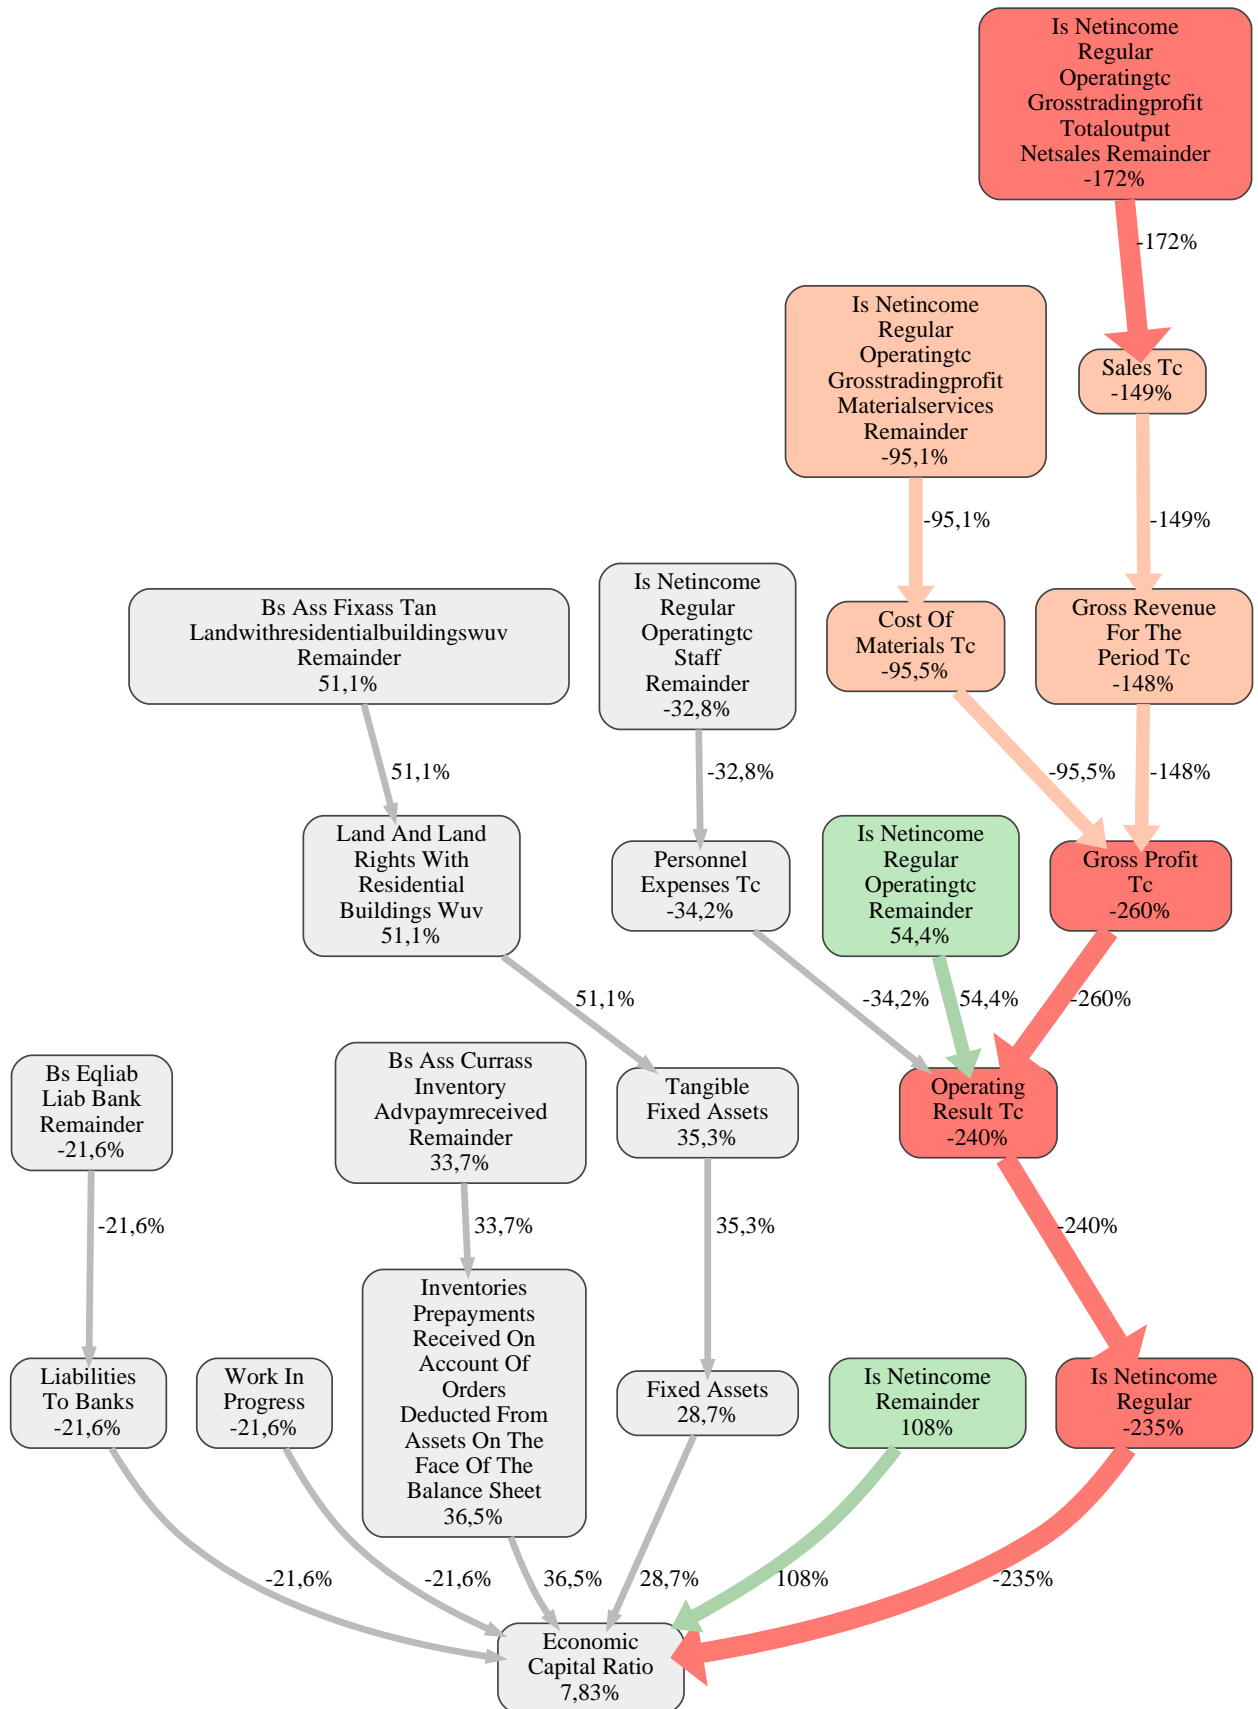 Is Netincome
Regular
Operatingtc
Grosstradingprofit
Totaloutput
Netsales Remainder
-172%
-172%
Is Netincome
Regular
Operatingtc
Grosstradingprofit
Materialservices
Remainder
-95,1%
Sales Tc
-149%
-95,1%
-149%
Bs Ass Fixass Tan
Landwithresidentialbuildingswuv
Remainder
51,1%
Is Netincome
Regular
Operatingtc
Staff
Remainder
-32,8%
Cost Of
Materials Tc
-95,5%
Gross Revenue
For The
Period Tc
-148%
51,1%
-32,8%
-95,5%
-148%
Land And Land
Rights With
Residential
Buildings Wuv
51,1%
Personnel
Expenses Tc
-34,2%
Is Netincome
Regular
Operatingtc
Remainder
54,4%
Gross Profit
Tc
-260%
51,1%
-34,2%
54,4%
-260%
Bs Eqliab
Liab Bank
Remainder
-21,6%
Bs Ass Currass
Inventory
Advpaymreceived
Remainder
33,7%
Tangible
Fixed Assets
35,3%
Operating
Result Tc
-240%
-21,6%
33,7%
35,3%
-240%
Liabilities
To Banks
-21,6%
Work In
Progress
-21,6%
Inventories
Prepayments
Received On
Account Of
Orders
Deducted From
Assets On The
Face Of The
Balance Sheet
36,5%
Fixed Assets
28,7%
Is Netincome
Remainder
108%
Is Netincome
Regular
-235%
-21,6%
-21,6%
36,5%
28,7%
108%
-235%
Economic
Capital Ratio
7,83%